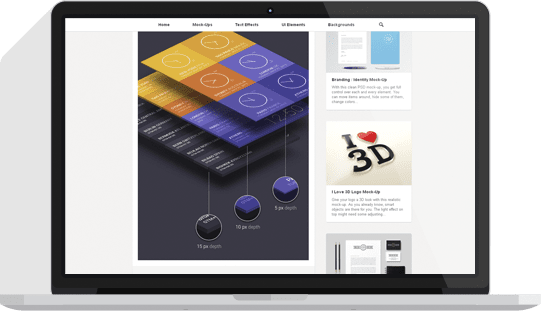 Home Mock-Ups Text Effects UI Elements Backgrounds
15 px depth
10 px depth
5 px depth
Branding - Identity Mock-Up
With this clean PSD mock-up, you get full
control over each and every element. You
can move items around, hide some of them,
change colors...
I 3D
I Love 3D Logo Mock-Up
Give your logo a 3D look with this realistic
mock-up. As you already know, smart
objects are there for you. The light effect on
top might need some adjusting...